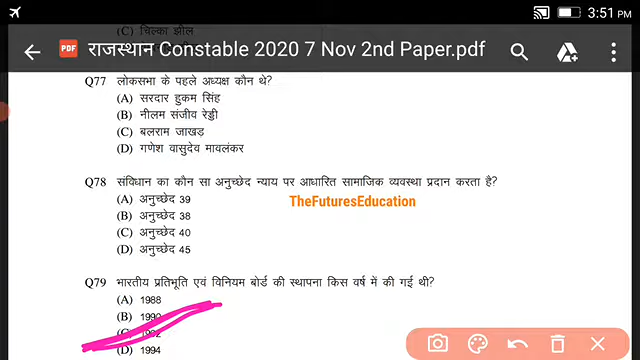 (C) चिल्का झील
3:51 PM
PDF राजस्थान Constable 2020 7 Nov 2nd Paper.pdf
Q77 लोकसभा के पहले अध्यक्ष कौन थे?
(A) सरदार हुकम सिंह
(B) नीलम संजीव रेड्डी
(C) बलराम जाखड़
(D) गणेश वासुदेव मावलंकर
Q78 संविधान का कौन सा अनुच्छेद न्याय पर आधारित सामाजिक व्यवस्था प्रदान करता है?
(A) अनुच्छेद 39
TheFuturesEducation
(B) अनुच्छेद 38
(C) अनुच्छेद 40
(D) अनुच्छेद 45
Q79 भारतीय प्रतिभूति एवं विनियम बोर्ड की स्थापना किस वर्ष में की गई थी?
(A) 1988
(B) 1990
(C) 1992
(D) 1994